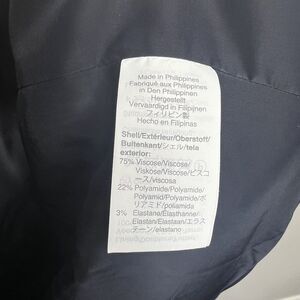 Made in Philippines
Fabriqué aux Philippines
In Den Philippinen
Hergestellt
Vervaardigd in Filipijnen
フィリピン製
Hecho en Filipinas
Shell/Extérieur/Oberstoff/
Buitenkant/シェル/tela
exterior:
75% Viscose/Viscose/
Viskose/Viscose/ビスコ
ース/viscosa
22% Polyamide/Polyamide/
Polyamid/Polyamide/ポ
リアミド/poliamida
3% Elastane/Élasthanne/
Elastan/Elastaan/エラス
テーン/elastano